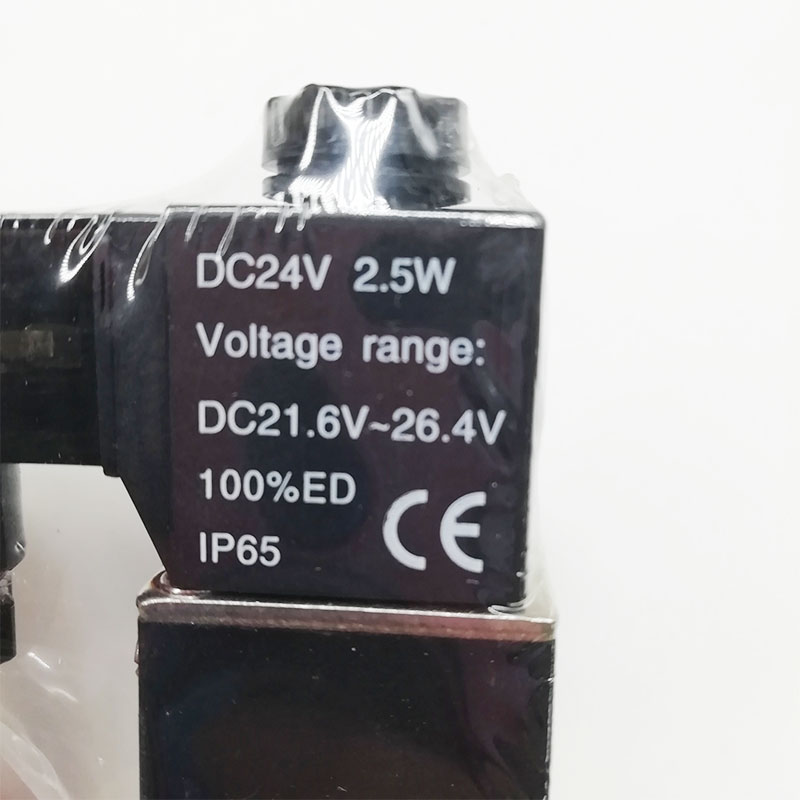 DC24V 2.5W
Voltage range:
DC21.6V~26.4V
100%ED
IP65
CE